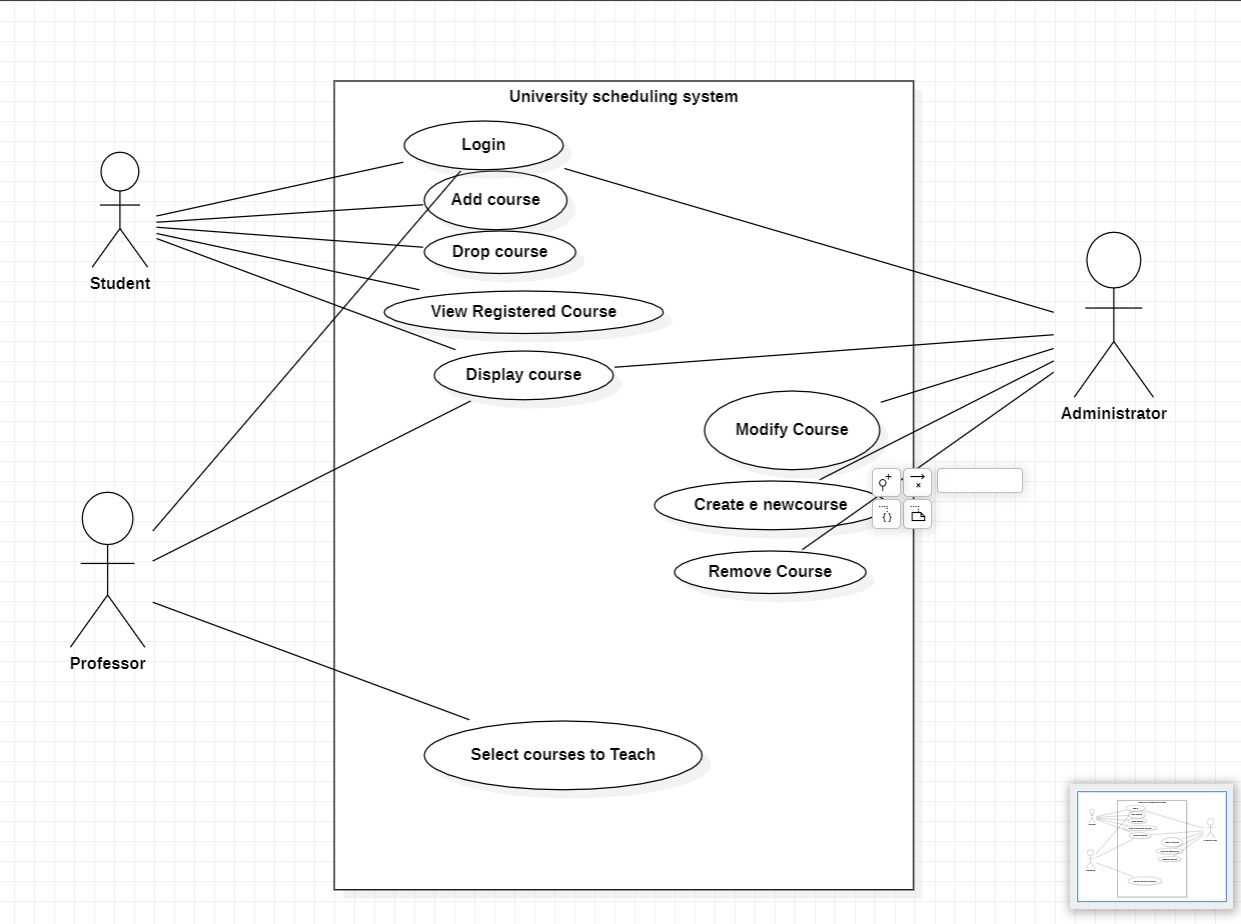 University scheduling system
Login
Add course
Drop course
View Registered Course
Display course
Modify Course
Create e newcourse
Remove Course
Select courses to Teach
Student
Professor
Administrator